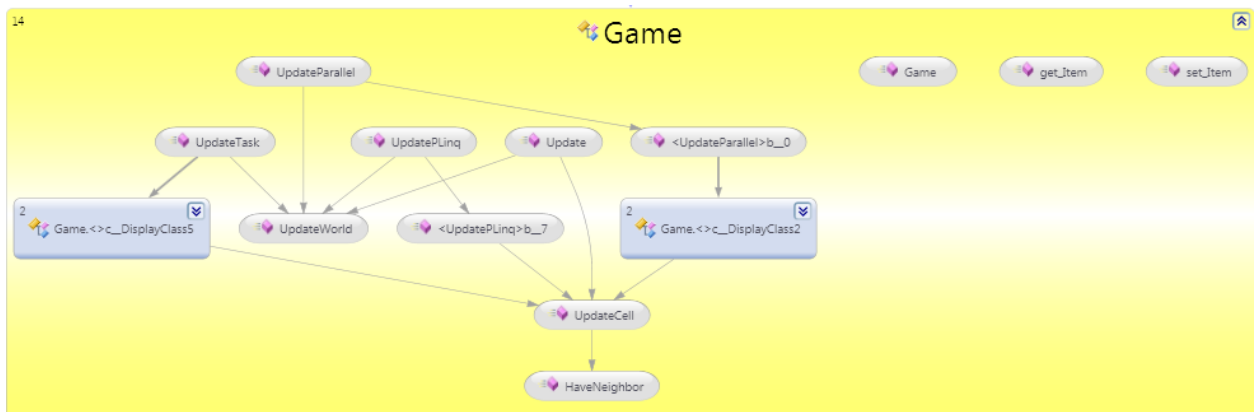 14
Game
UpdateParallel
Game
get_Item
set_Item
UpdateTask
UpdatePLinq
Update
<UpdateParallel>b__0
2
Game.<>c__DisplayClass5
UpdateWorld
<UpdatePLinq>b__7
2
Game.<>c__DisplayClass2
UpdateCell
HaveNeighbor